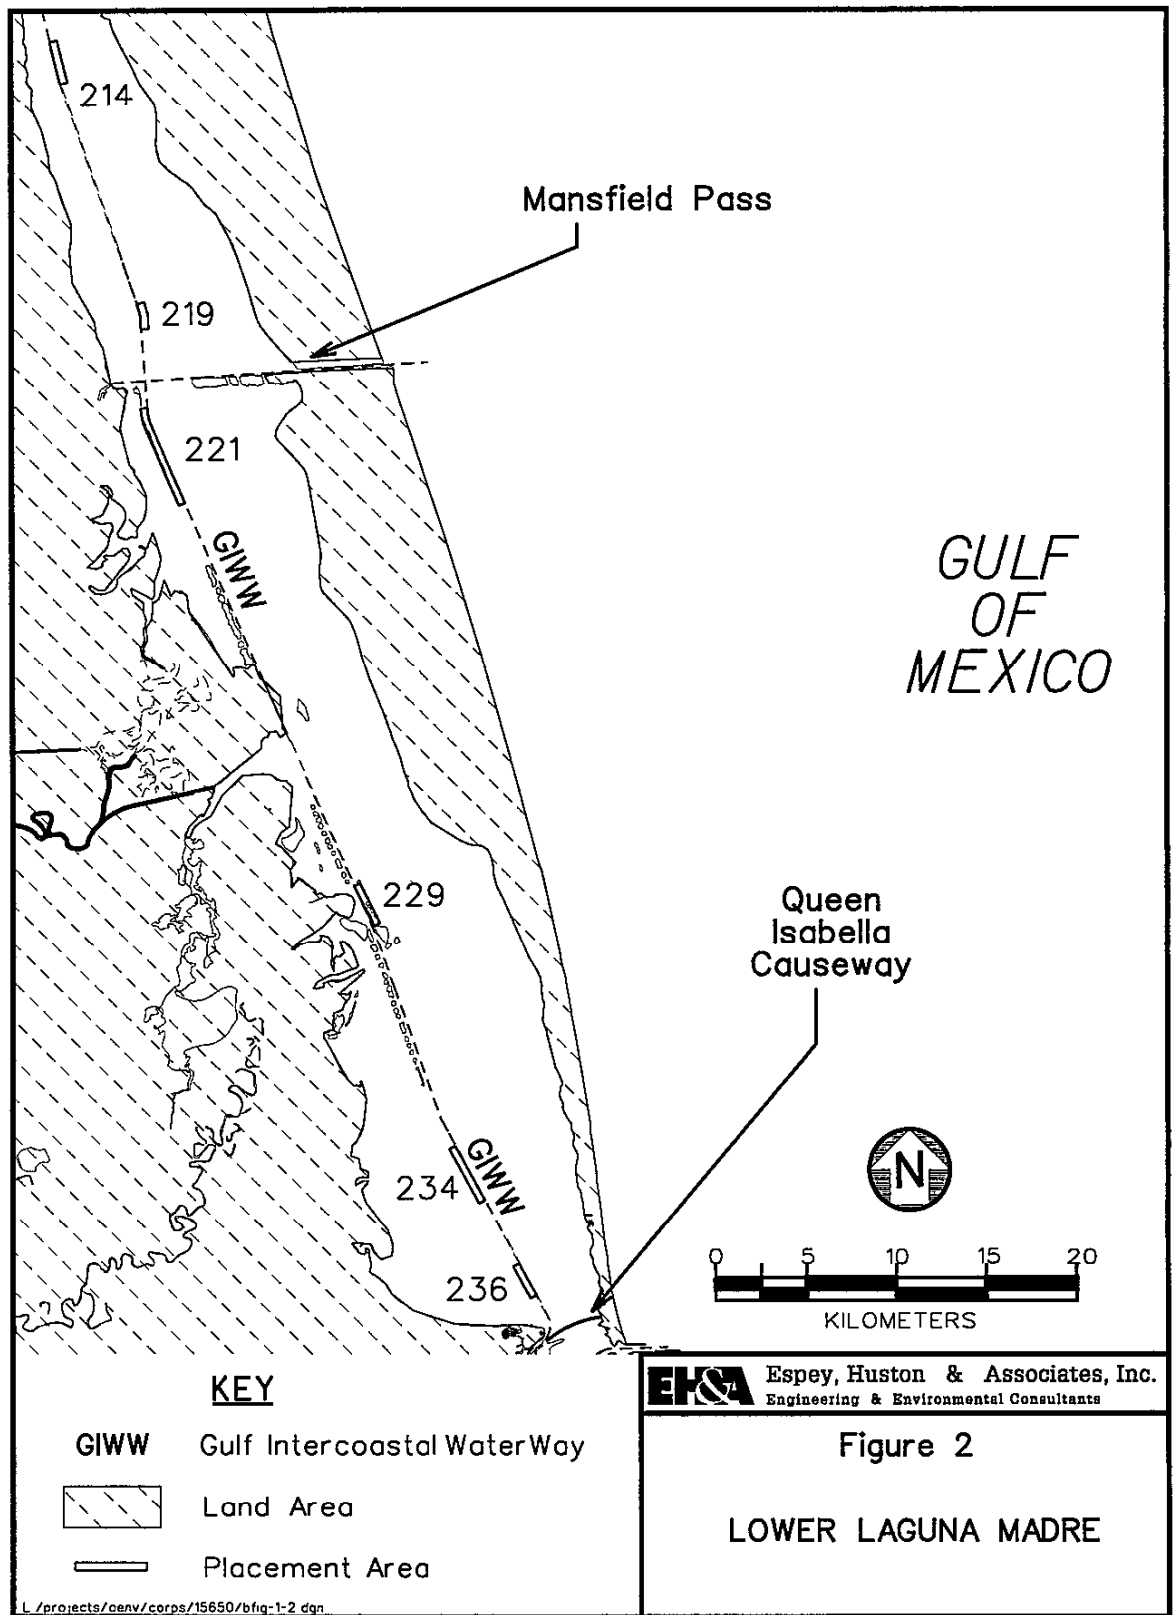 214
Mansfield Pass
219
221
GIWW
GULF
OF
MEXICO
229
Queen
Isabella
Causeway
GIWW
234
N
236
0 5 10 15 20
KILOMETERS
KEY
GIWW Gulf Intercoastal WaterWay
Land Area
Placement Area
EH&A Espey, Huston & Associates, Inc.
Engineering & Environmental Consultants
Figure 2
LOWER LAGUNA MADRE
L /projects/oenv/corps/15650/bfig-1-2 dgn